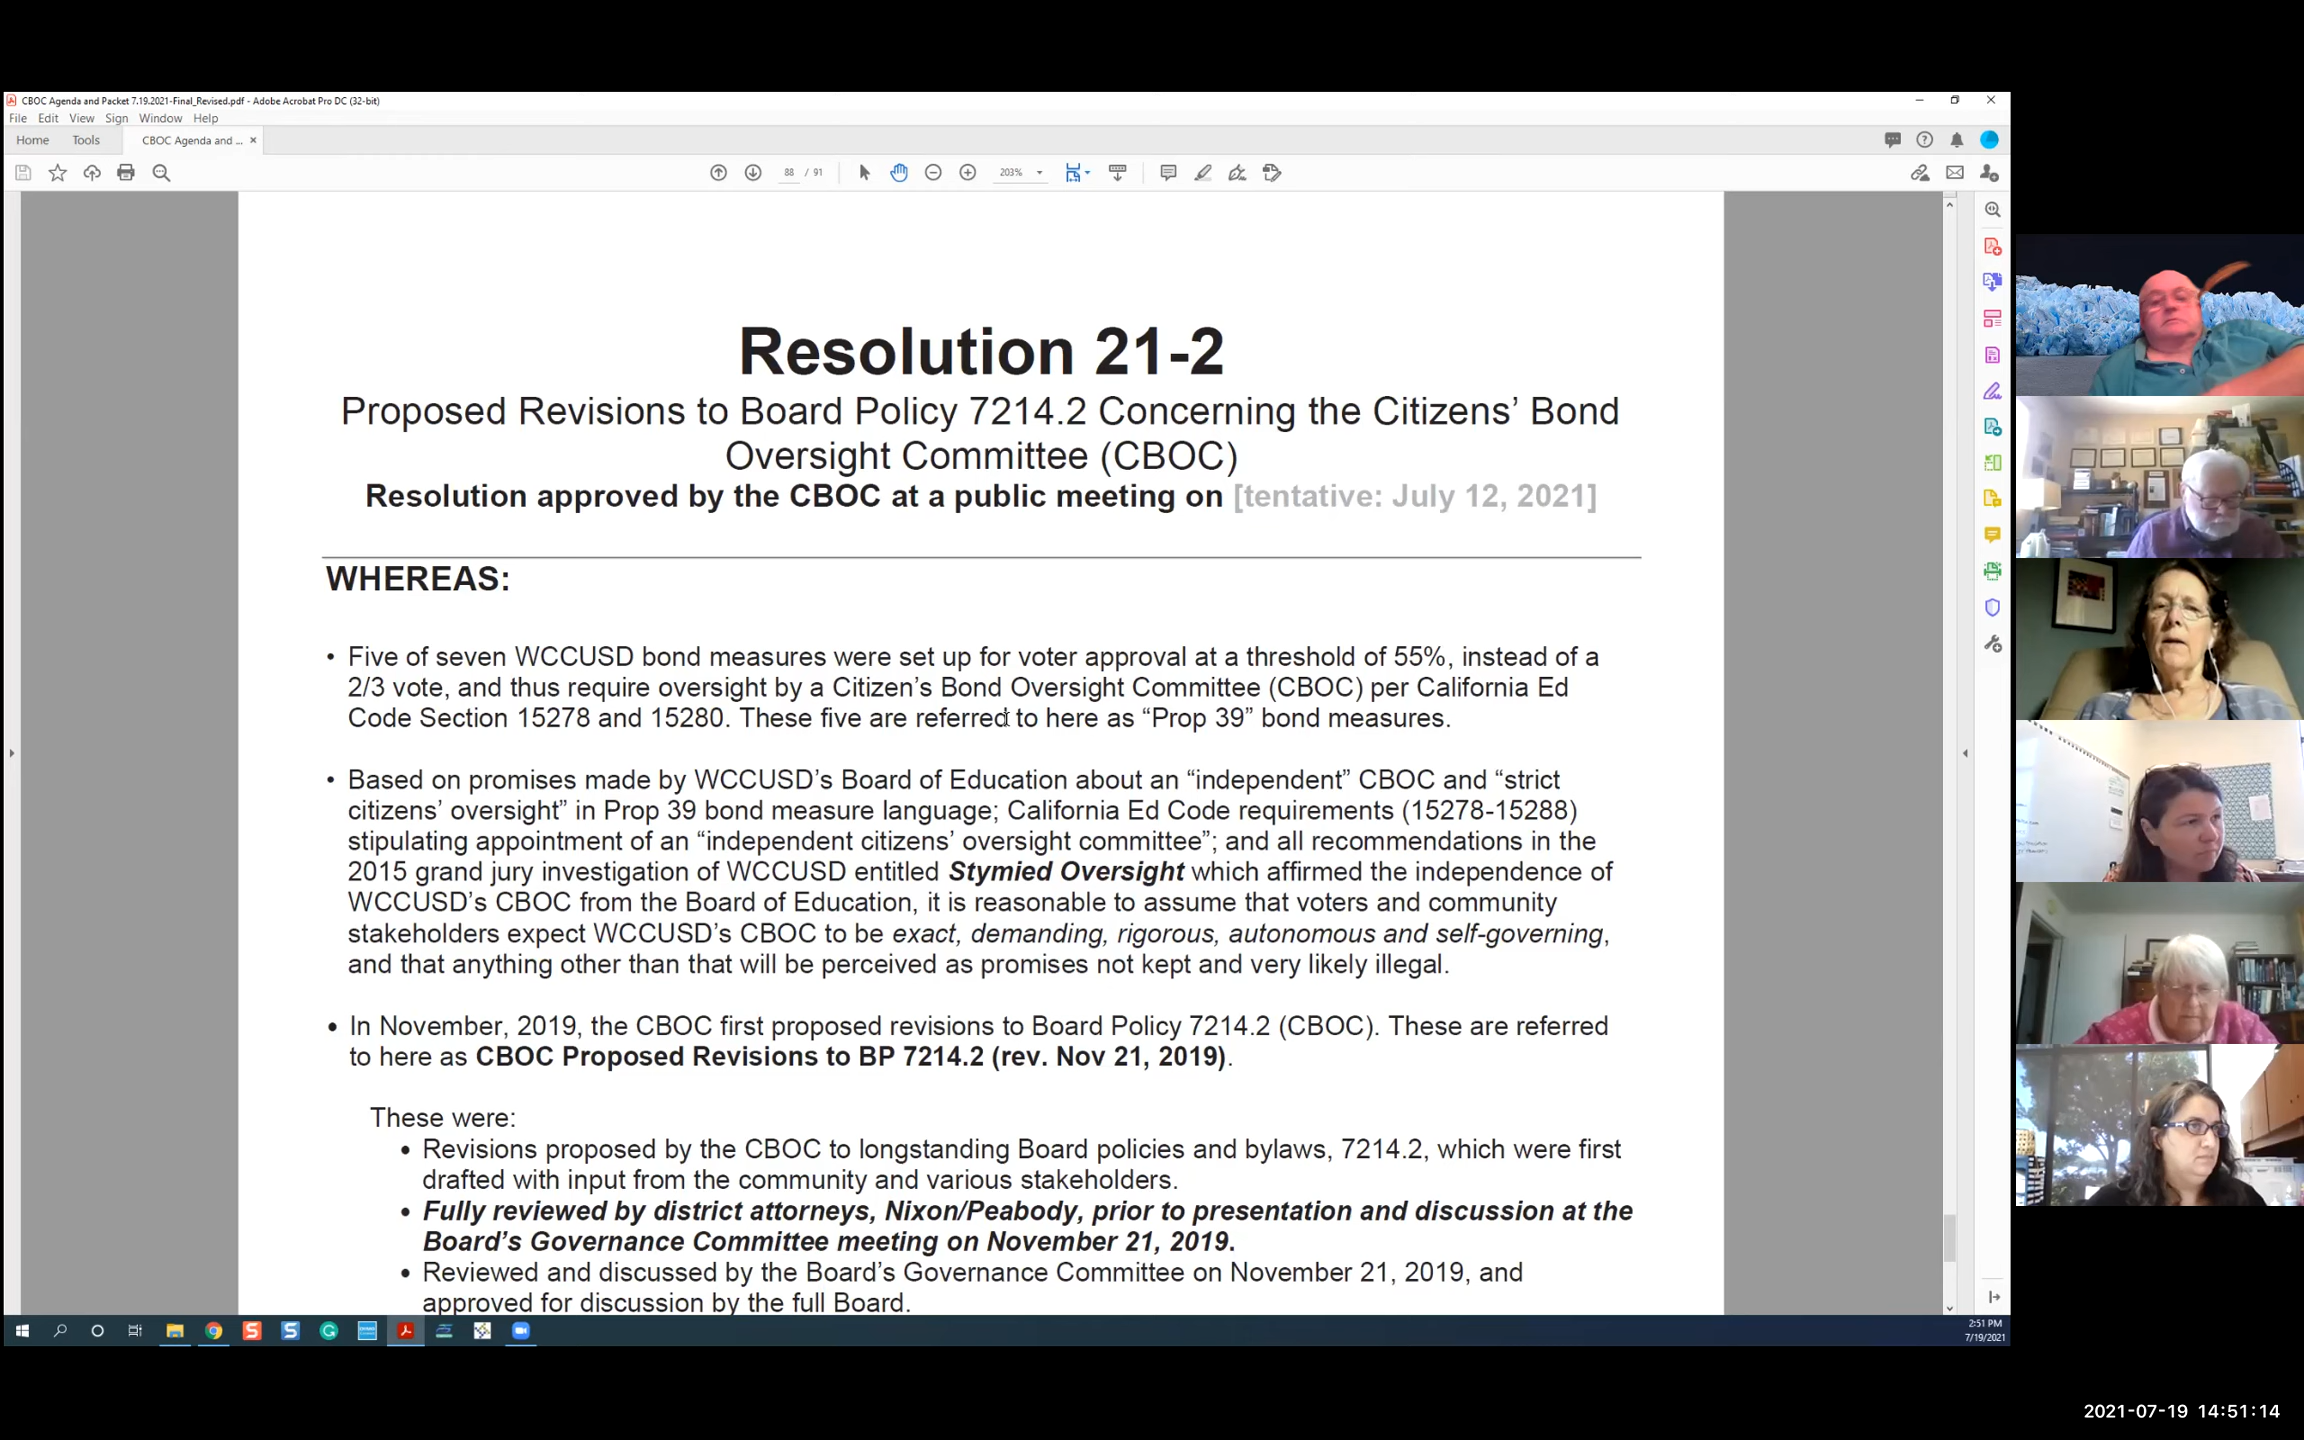 CBOC Agenda and Packet 7.19.2021-Final_Revised.pdf - Adobe Acrobat Pro DC (32-bit)
File Edit View Sign Window Help
Home Tools CBOC Agenda and ... ×
88 / 91 203%
Resolution 21-2
Proposed Revisions to Board Policy 7214.2 Concerning the Citizens’ Bond
Oversight Committee (CBOC)
Resolution approved by the CBOC at a public meeting on [tentative: July 12, 2021]
WHEREAS:
• Five of seven WCCUSD bond measures were set up for voter approval at a threshold of 55%, instead of a
2/3 vote, and thus require oversight by a Citizen’s Bond Oversight Committee (CBOC) per California Ed
Code Section 15278 and 15280. These five are referred to here as “Prop 39” bond measures.
• Based on promises made by WCCUSD’s Board of Education about an “independent” CBOC and “strict
citizens’ oversight” in Prop 39 bond measure language; California Ed Code requirements (15278-15288)
stipulating appointment of an “independent citizens’ oversight committee”; and all recommendations in the
2015 grand jury investigation of WCCUSD entitled Stymied Oversight which affirmed the independence of
WCCUSD’s CBOC from the Board of Education, it is reasonable to assume that voters and community
stakeholders expect WCCUSD’s CBOC to be exact, demanding, rigorous, autonomous and self-governing,
and that anything other than that will be perceived as promises not kept and very likely illegal.
• In November, 2019, the CBOC first proposed revisions to Board Policy 7214.2 (CBOC). These are referred
to here as CBOC Proposed Revisions to BP 7214.2 (rev. Nov 21, 2019).
These were:
• Revisions proposed by the CBOC to longstanding Board policies and bylaws, 7214.2, which were first
drafted with input from the community and various stakeholders.
• Fully reviewed by district attorneys, Nixon/Peabody, prior to presentation and discussion at the
Board’s Governance Committee meeting on November 21, 2019.
• Reviewed and discussed by the Board’s Governance Committee on November 21, 2019, and
approved for discussion by the full Board.
2:51 PM
7/19/2021
2021-07-19 14:51:14